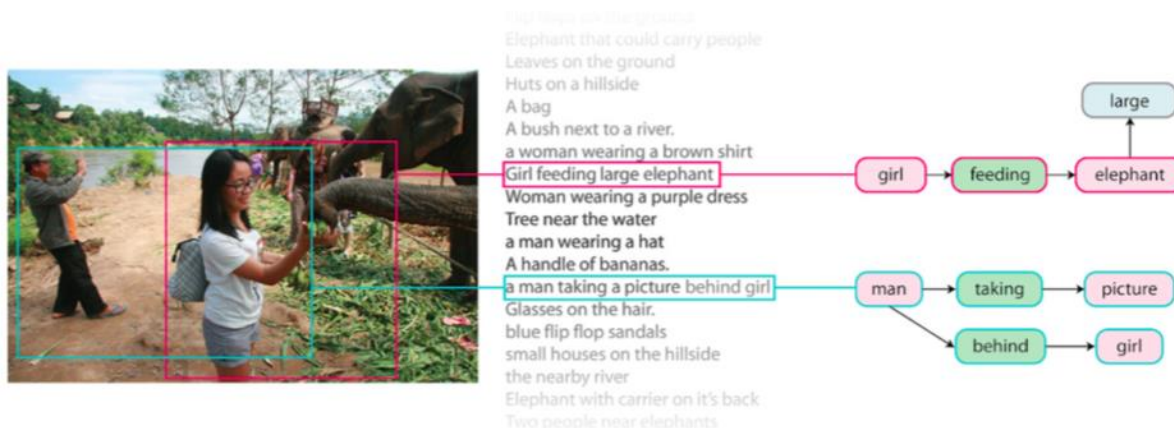 Flip flops on the ground
Elephant that could carry people
Leaves on the ground
Huts on a hillside
A bag
A bush next to a river.
a woman wearing a brown shirt
Girl feeding large elephant
Woman wearing a purple dress
Tree near the water
a man wearing a hat
A handle of bananas.
a man taking a picture behind girl
Glasses on the hair.
blue flip flop sandals
small houses on the hillside
the nearby river
Elephant with carrier on it's back
Two people near elephants
large
girl feeding elephant
man taking picture
behind girl